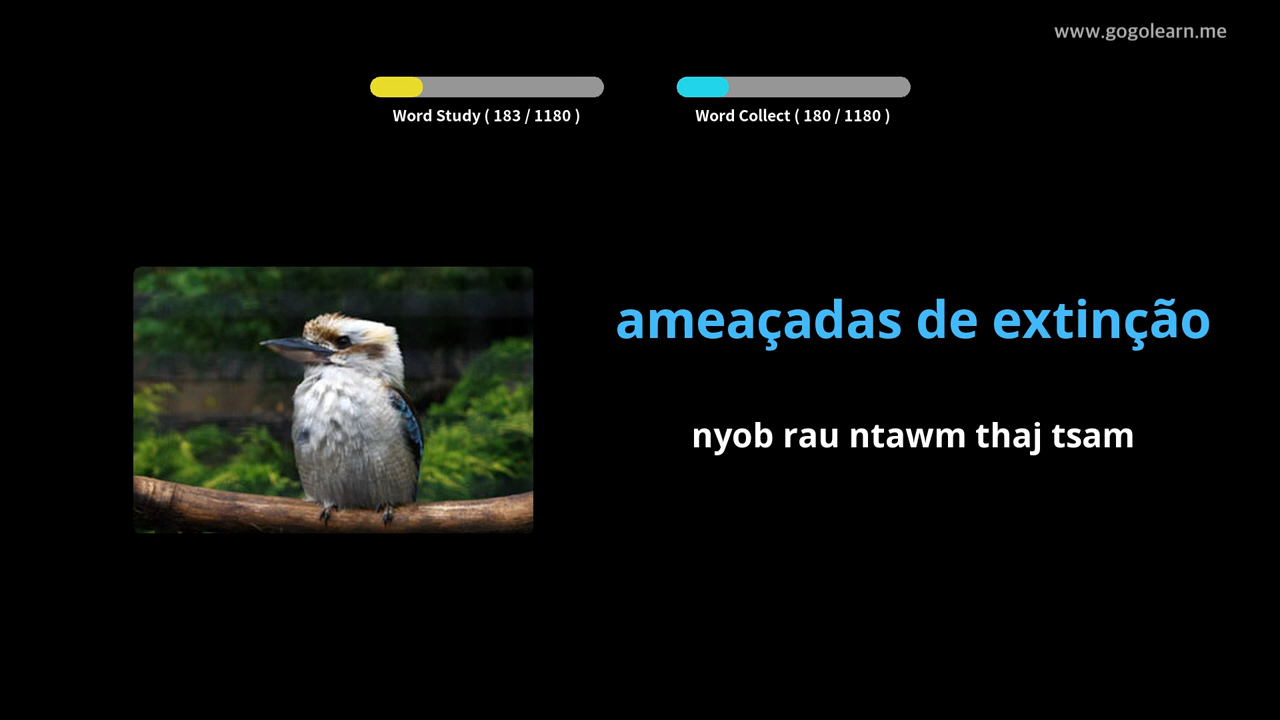 www.gogolearn.me
Word Study ( 183 / 1180 )
Word Collect ( 180 / 1180 )
ameaçadas de extinção
nyob rau ntawm thaj tsam